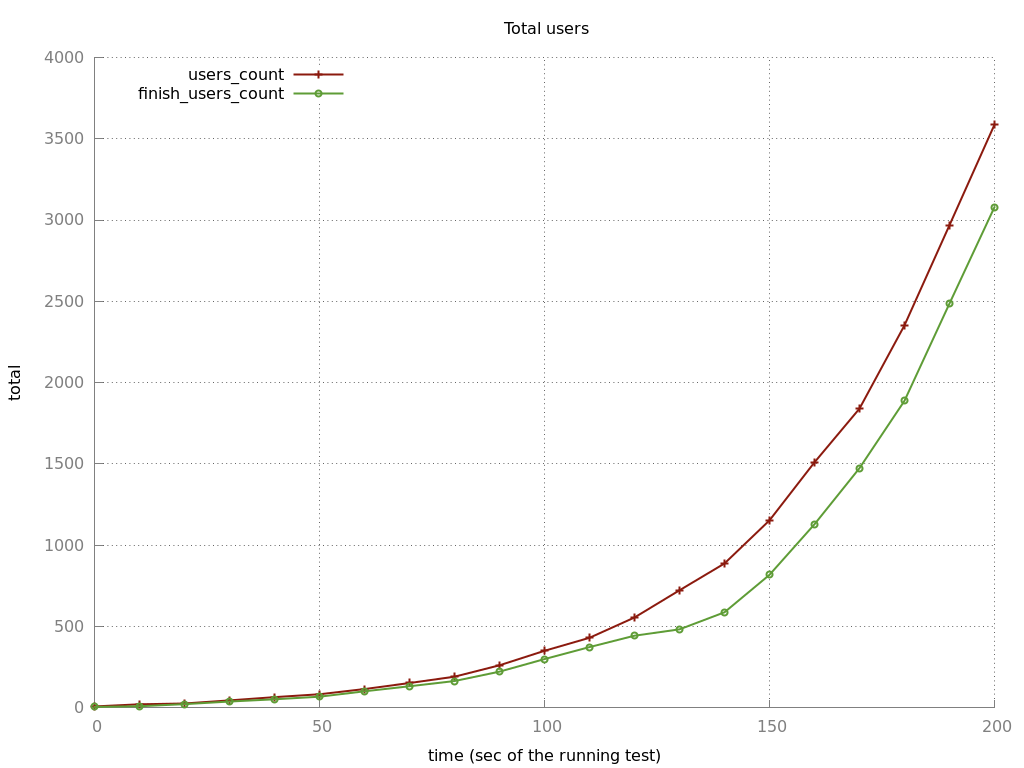 Total users
users_count
finish_users_count
4000
3500
3000
2500
2000
1500
1000
500
0
total
0 50 100 150 200
time (sec of the running test)